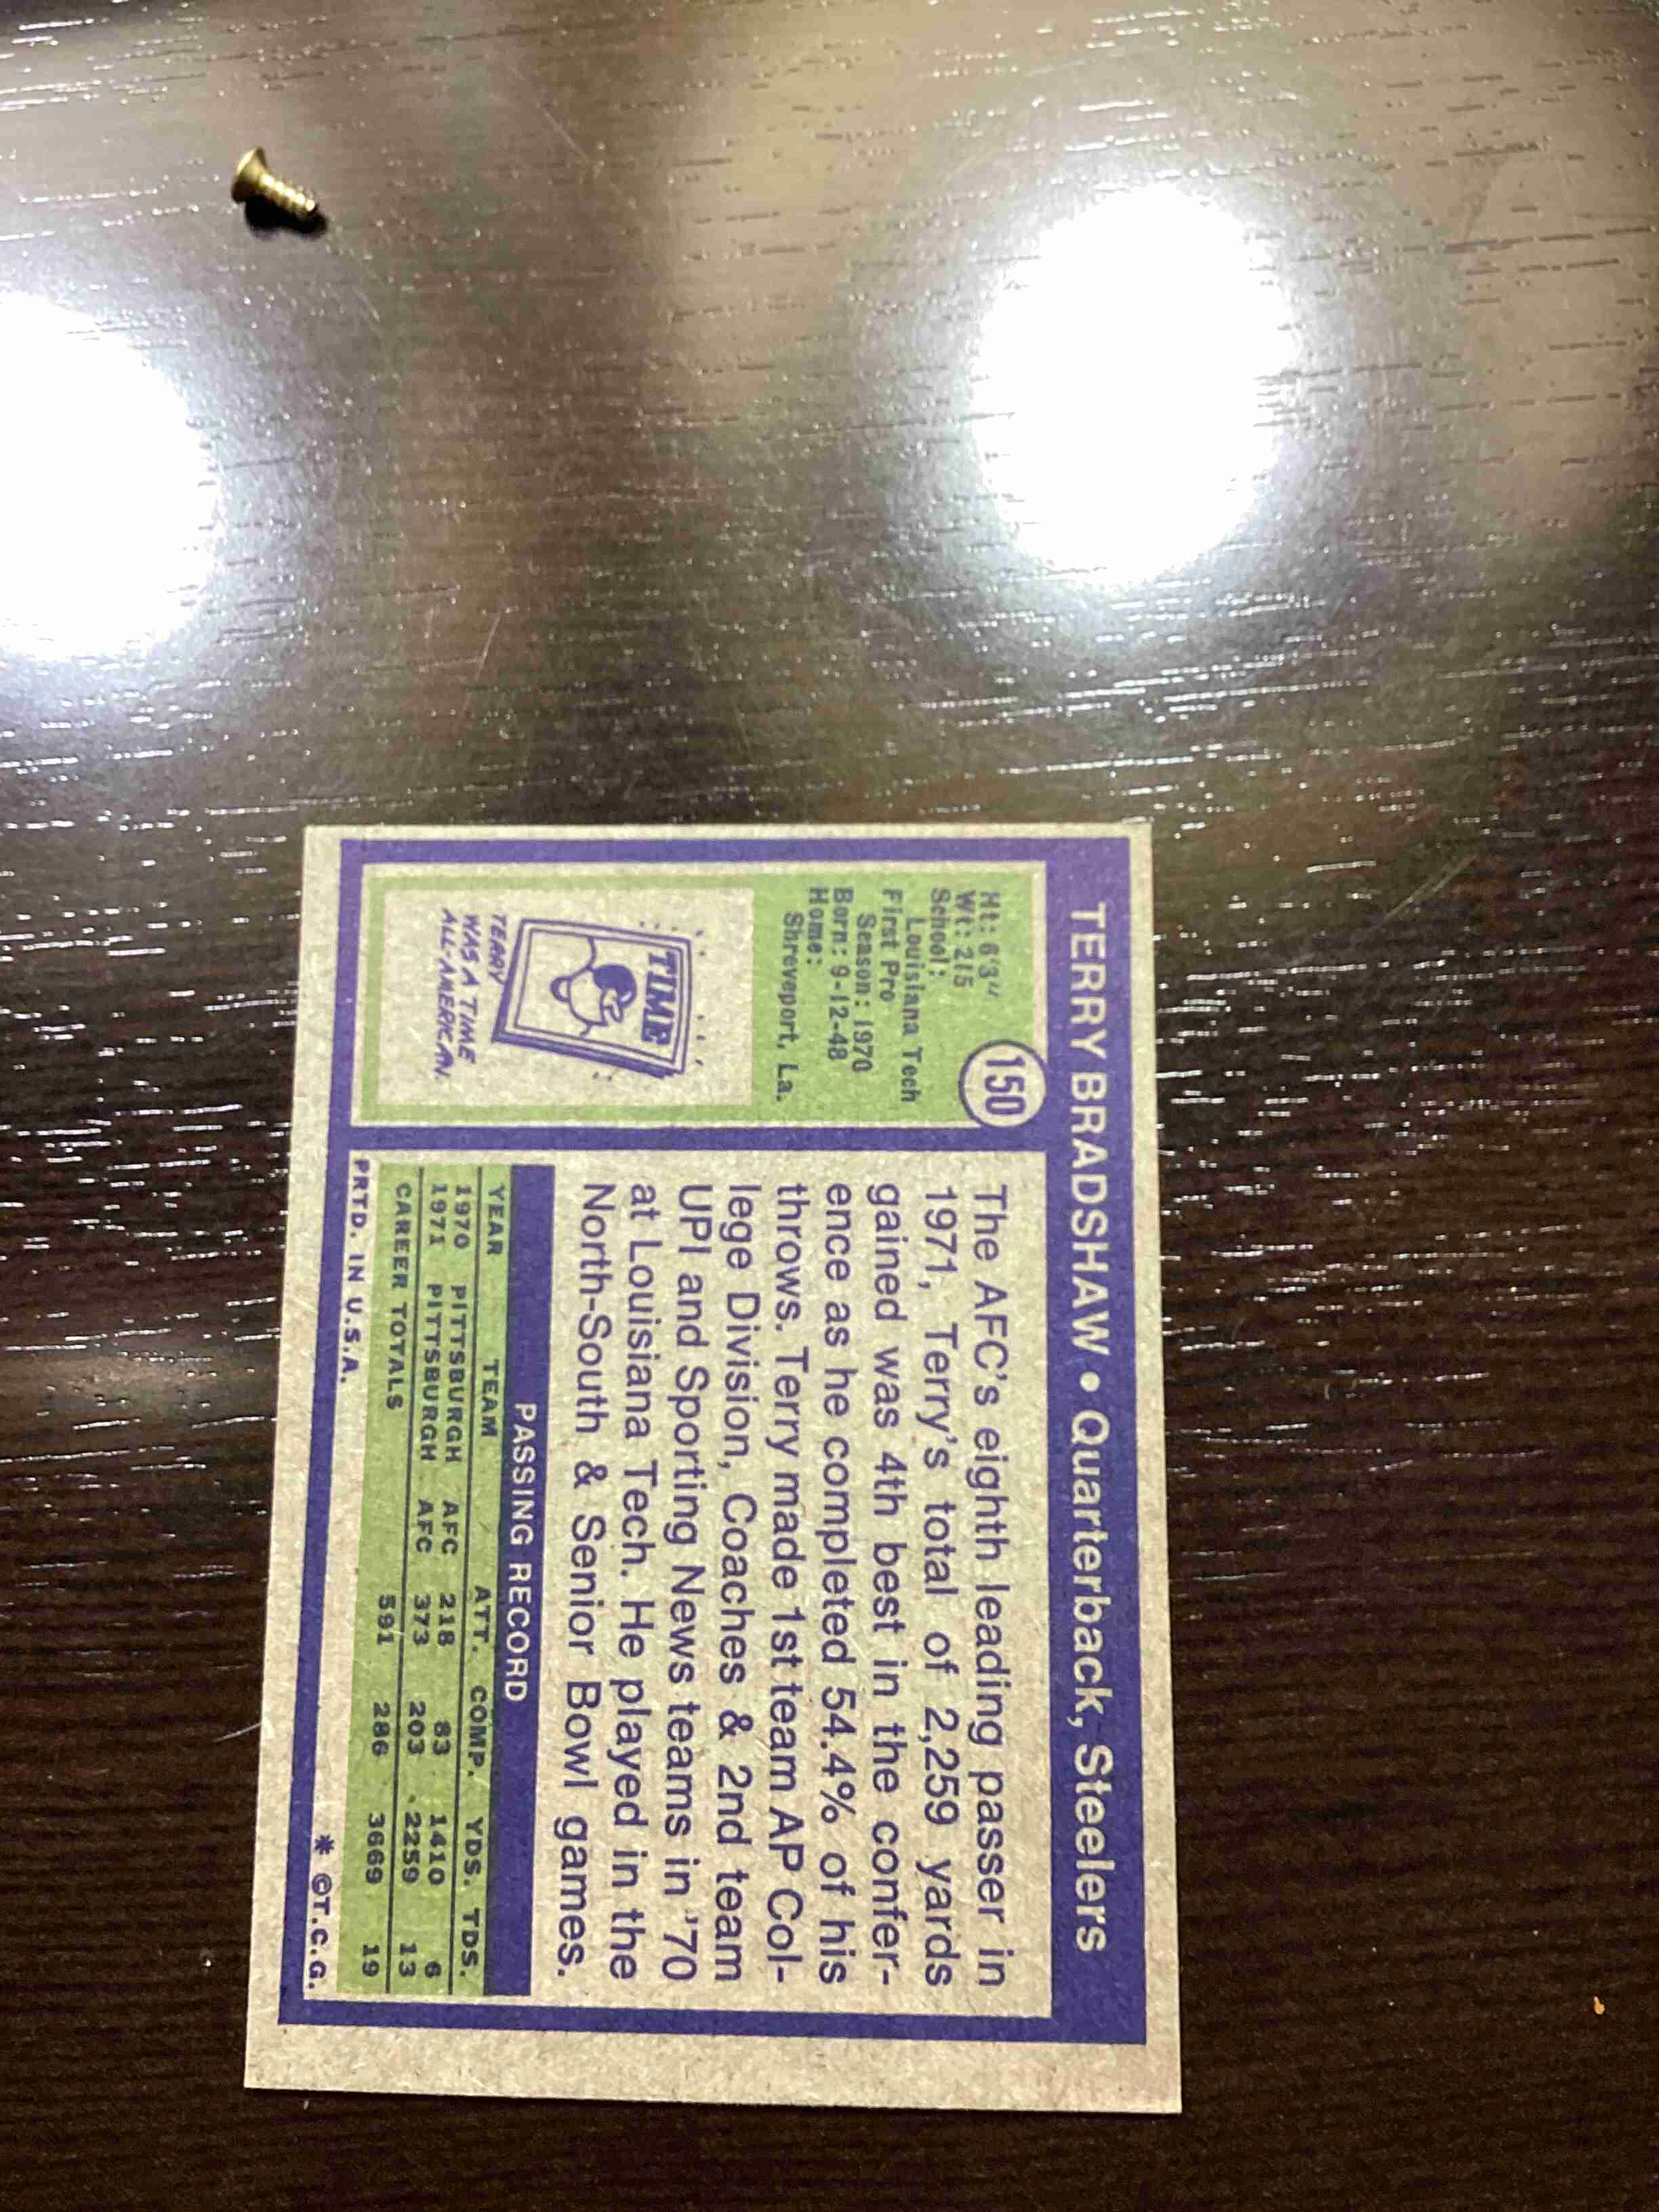 TERRY BRADSHAW • Quarterback, Steelers
150
Ht: 6'3"
Wt: 215
School:
Louisiana Tech
First Pro
Season: 1970
Born: 9-12-48
Home:
Shreveport, La.
TIME
TERRY
WAS A TIME
ALL-AMERICAN.
The AFC's eighth leading passer in
1971, Terry's total of 2,259 yards
gained was 4th best in the confer-
ence as he completed 54.4% of his
throws. Terry made 1st team AP Col-
lege Division, Coaches & 2nd team
UPI and Sporting News teams in '70
at Louisiana Tech. He played in the
North-South & Senior Bowl games.
PASSING RECORD
YEAR TEAM ATT. COMP. YDS. TDS.
1970 PITTSBURGH AFC 218 83 1410 6
1971 PITTSBURGH AFC 373 203 2259 13
CAREER TOTALS 591 286 3669 19
PRTD. IN U.S.A. * ©T.C.G.